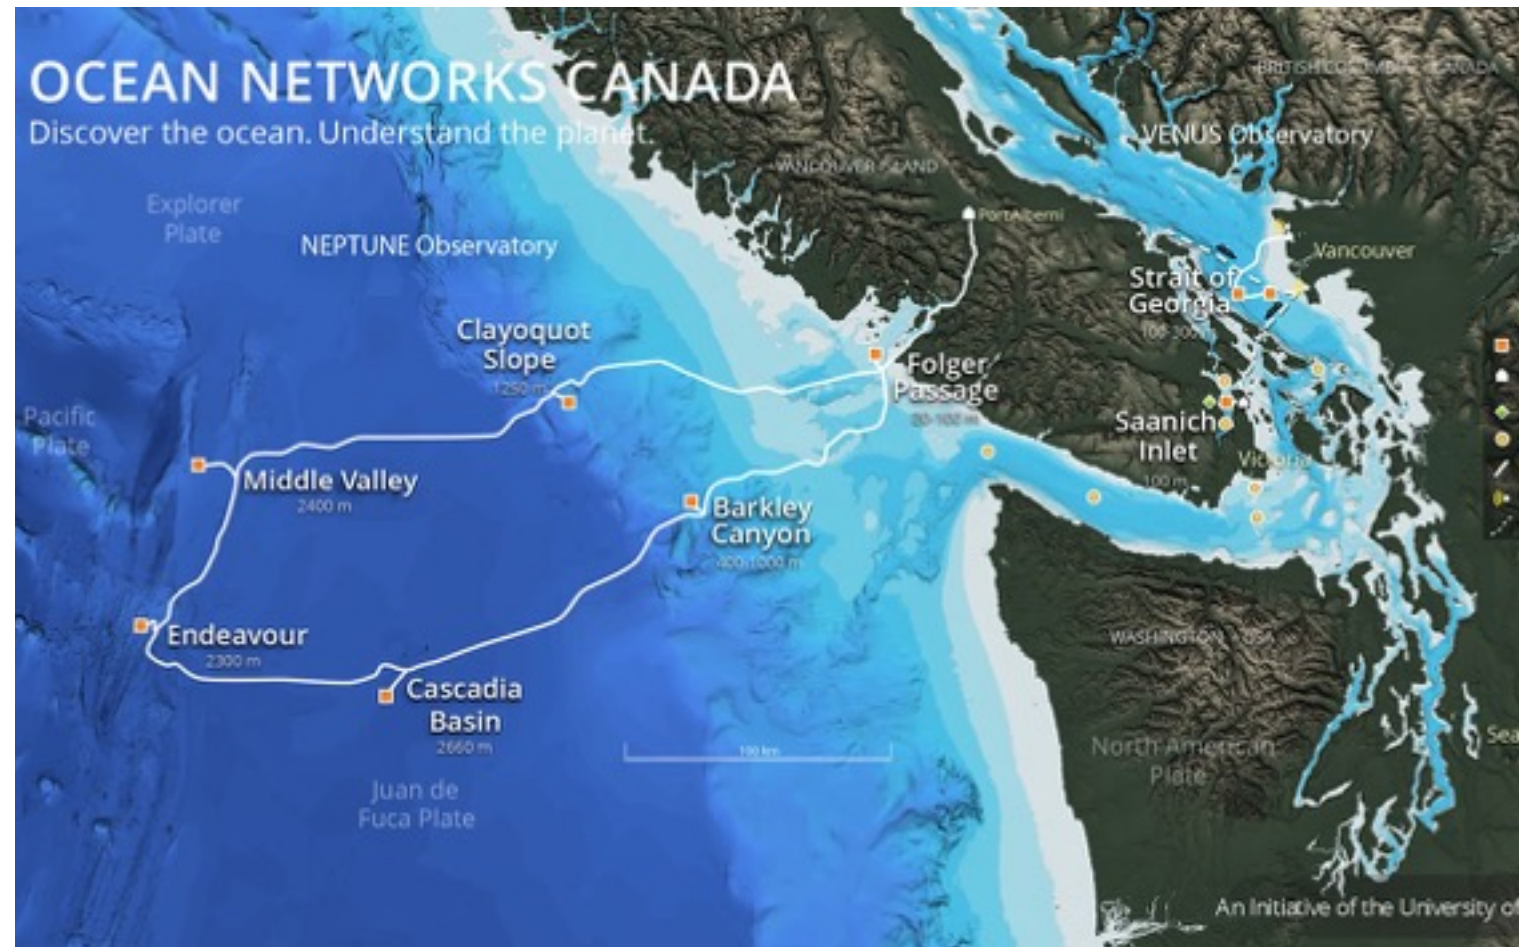 OCEAN NETWORKS CANADA
Discover the ocean. Understand the planet.
BRITISH COLUMBIA CANADA
VENUS Observatory
VANCOUVER ISLAND
Explorer
Plate
NEPTUNE Observatory
Port Alberni
Vancouver
Strait of
Georgia
Clayoquot
Slope
1250 m
Folger
Passage
Pacific
Plate
Saanich
Inlet
100 m
Victoria
Middle Valley
2400 m
Barkley
Canyon
400-1000 m
Endeavour
2300 m
WASHINGTON USA
Cascadia
Basin
2660 m
100 km
North American
Plate
Sea
Juan de
Fuca Plate
An Initiative of the University of